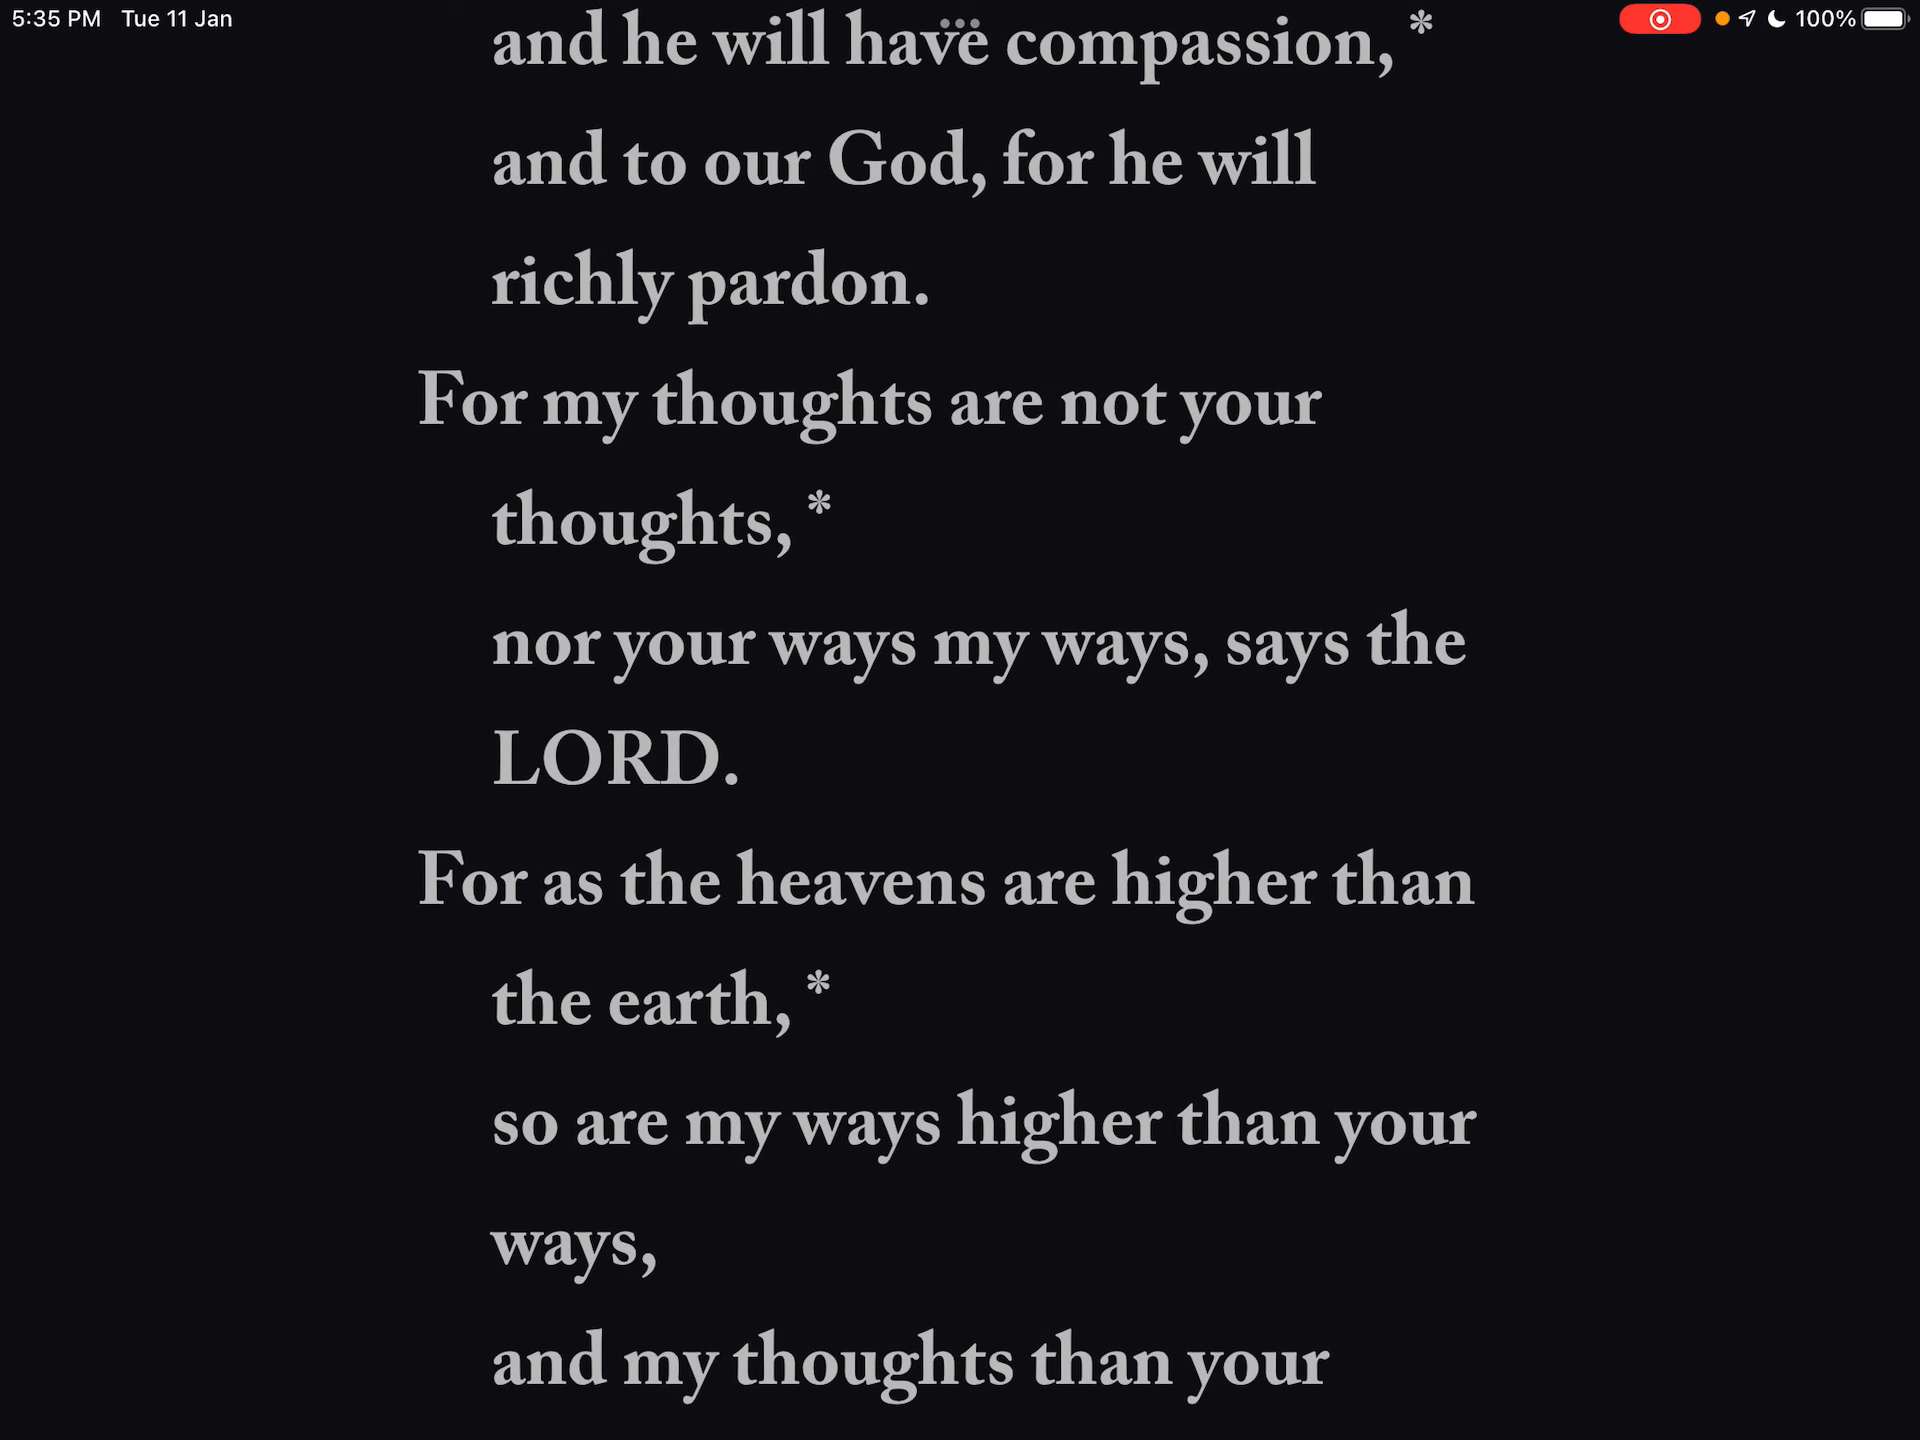 5:35 PM Tue 11 Jan 100%
and he will have compassion, *
and to our God, for he will
richly pardon.
For my thoughts are not your
thoughts, *
nor your ways my ways, says the
LORD.
For as the heavens are higher than
the earth, *
so are my ways higher than your
ways,
and my thoughts than your